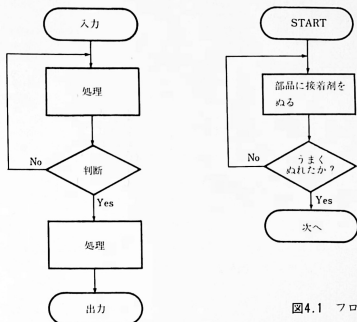 入力
処理
No
判断
Yes
処理
出力
START
部品に接着剤を
ぬる
No
うまく
ぬれたか?
Yes
次へ
図4.1 フロ